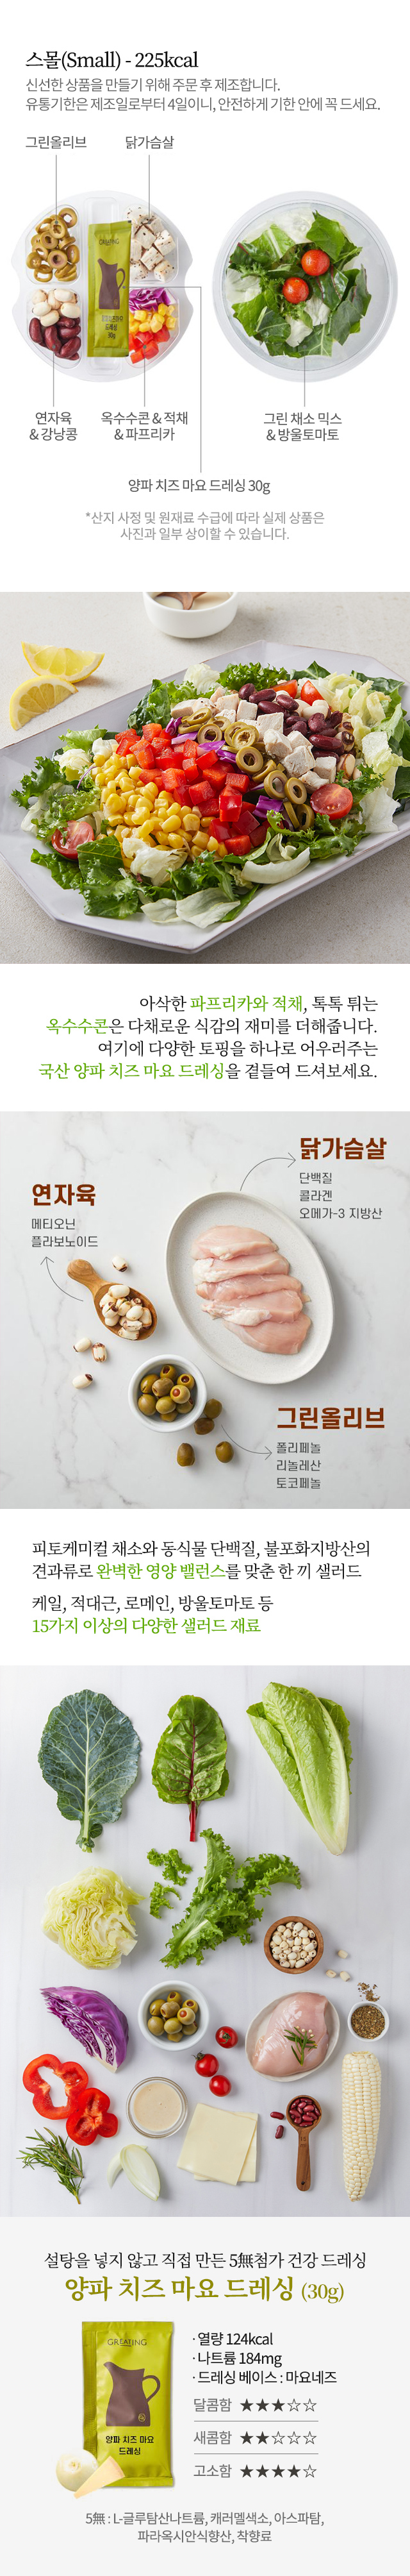 스몰(Small) - 225kcal
신선한 상품을 만들기 위해 주문 후 제조합니다.
유통기한은 제조일로부터 4일이니, 안전하게 기한 안에 꼭 드세요.
그린올리브
닭가슴살
GREATING
드레싱
30g
연자육
& 강낭콩
옥수수콘 & 적채
& 파프리카
그린 채소 믹스
& 방울토마토
양파 치즈 마요 드레싱 30g
*산지 사정 및 원재료 수급에 따라 실제 상품은
사진과 일부 상이할 수 있습니다.
아삭한 파프리카와 적채, 톡톡 튀는
옥수수콘은 다채로운 식감의 재미를 더해줍니다.
여기에 다양한 토핑을 하나로 어우러주는
국산 양파 치즈 마요 드레싱을 곁들여 드셔보세요.
닭가슴살
단백질
콜라겐
오메가-3 지방산
연자육
메티오닌
플라보노이드
그린올리브
폴리페놀
리놀레산
토코페놀
피토케미컬 채소와 동식물 단백질, 불포화지방산의
견과류로 완벽한 영양 밸런스를 맞춘 한 끼 샐러드
케일, 적대근, 로메인, 방울토마토 등
15가지 이상의 다양한 샐러드 재료
설탕을 넣지 않고 직접 만든 5無첨가 건강 드레싱
양파 치즈 마요 드레싱 (30g)
GREATING
양파 치즈 마요
드레싱
· 열량 124kcal
· 나트륨 184mg
· 드레싱 베이스 : 마요네즈
달콤함 ★★★☆☆
새콤함 ★★☆☆☆
고소함 ★★★★☆
5無 : L-글루탐산나트륨, 캐러멜색소, 아스파탐,
파라옥시안식향산, 착향료